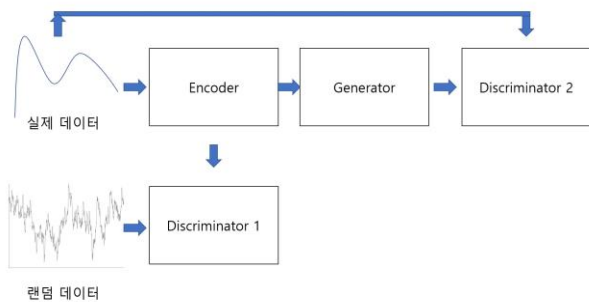 실제 데이터
Encoder
Generator
Discriminator 2
Discriminator 1
랜덤 데이터